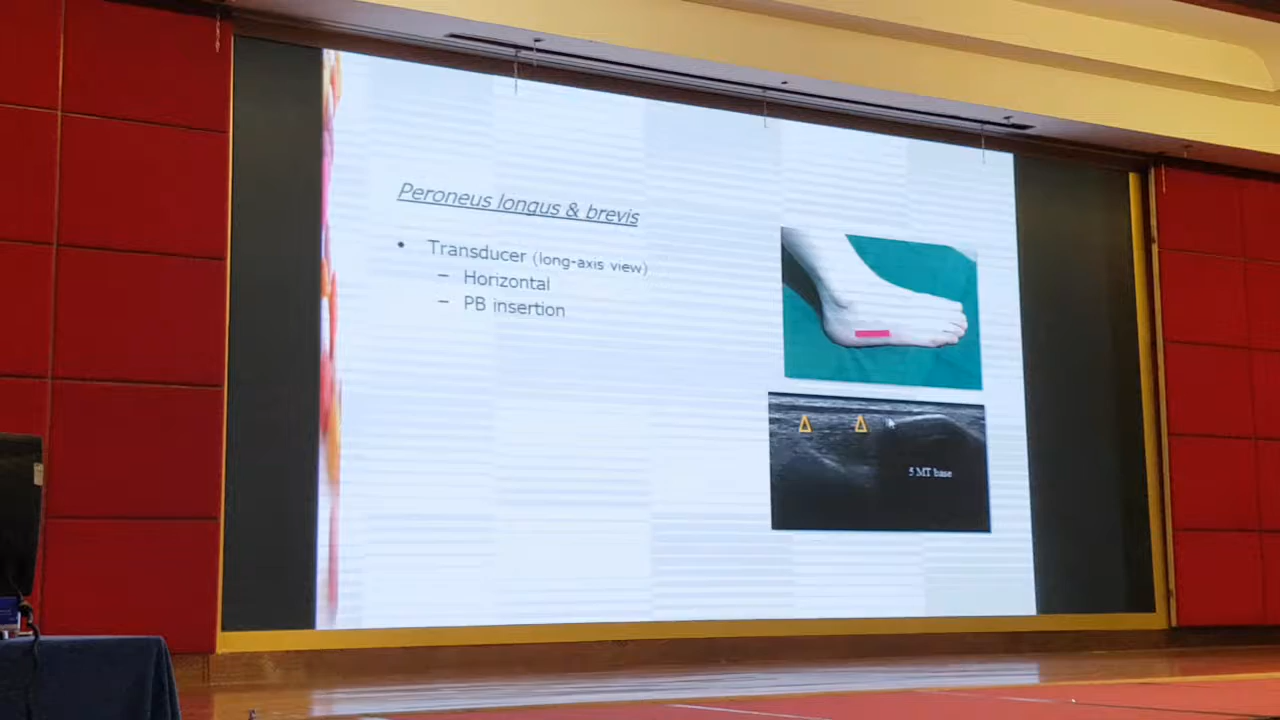 Peroneus longus & brevis
• Transducer (long-axis view)
– Horizontal
– PB insertion
5 MT base